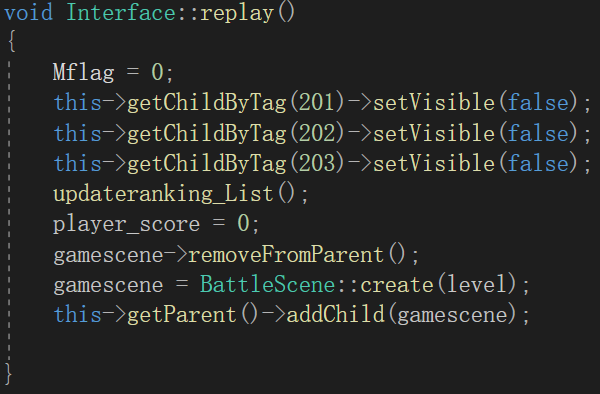 void Interface::replay()
{
    Mflag = 0;
    this->getChildByTag(201)->setVisible(false);
    this->getChildByTag(202)->setVisible(false);
    this->getChildByTag(203)->setVisible(false);
    updateranking_List();
    player_score = 0;
    gamescene->removeFromParent();
    gamescene = BattleScene::create(level);
    this->getParent()->addChild(gamescene);
}